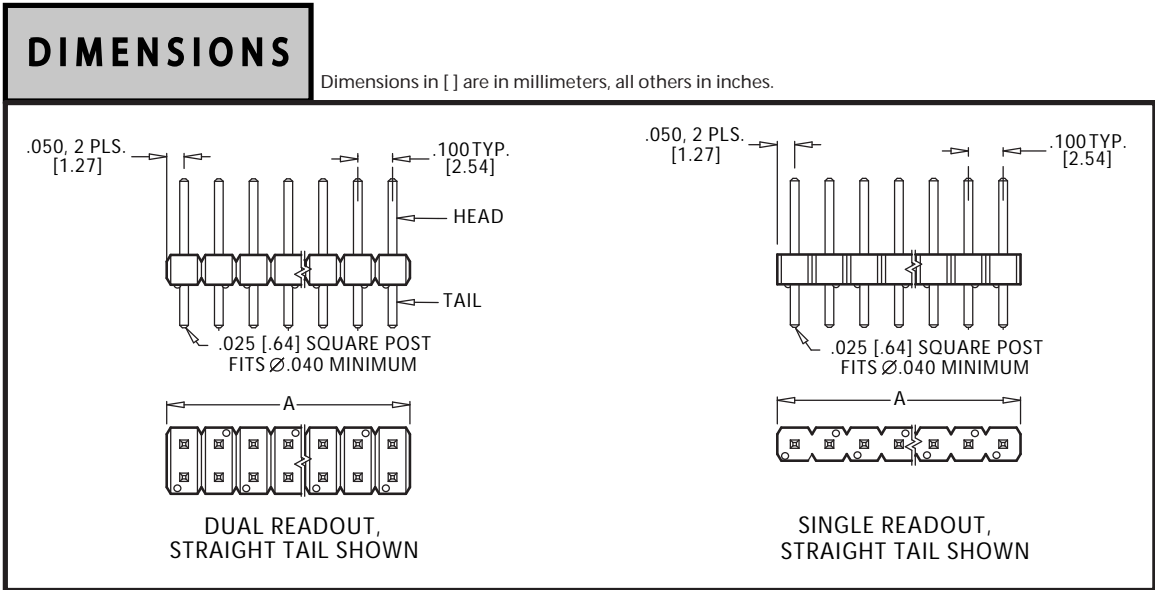 DIMENSIONS
Dimensions in [ ] are in millimeters, all others in inches.
.050, 2 PLS.
[1.27]
.100 TYP.
[2.54]
HEAD
TAIL
.025 [.64] SQUARE POST
FITS Ø.040 MINIMUM
A
DUAL READOUT,
STRAIGHT TAIL SHOWN
.050, 2 PLS.
[1.27]
.100 TYP.
[2.54]
.025 [.64] SQUARE POST
FITS Ø.040 MINIMUM
A
SINGLE READOUT,
STRAIGHT TAIL SHOWN